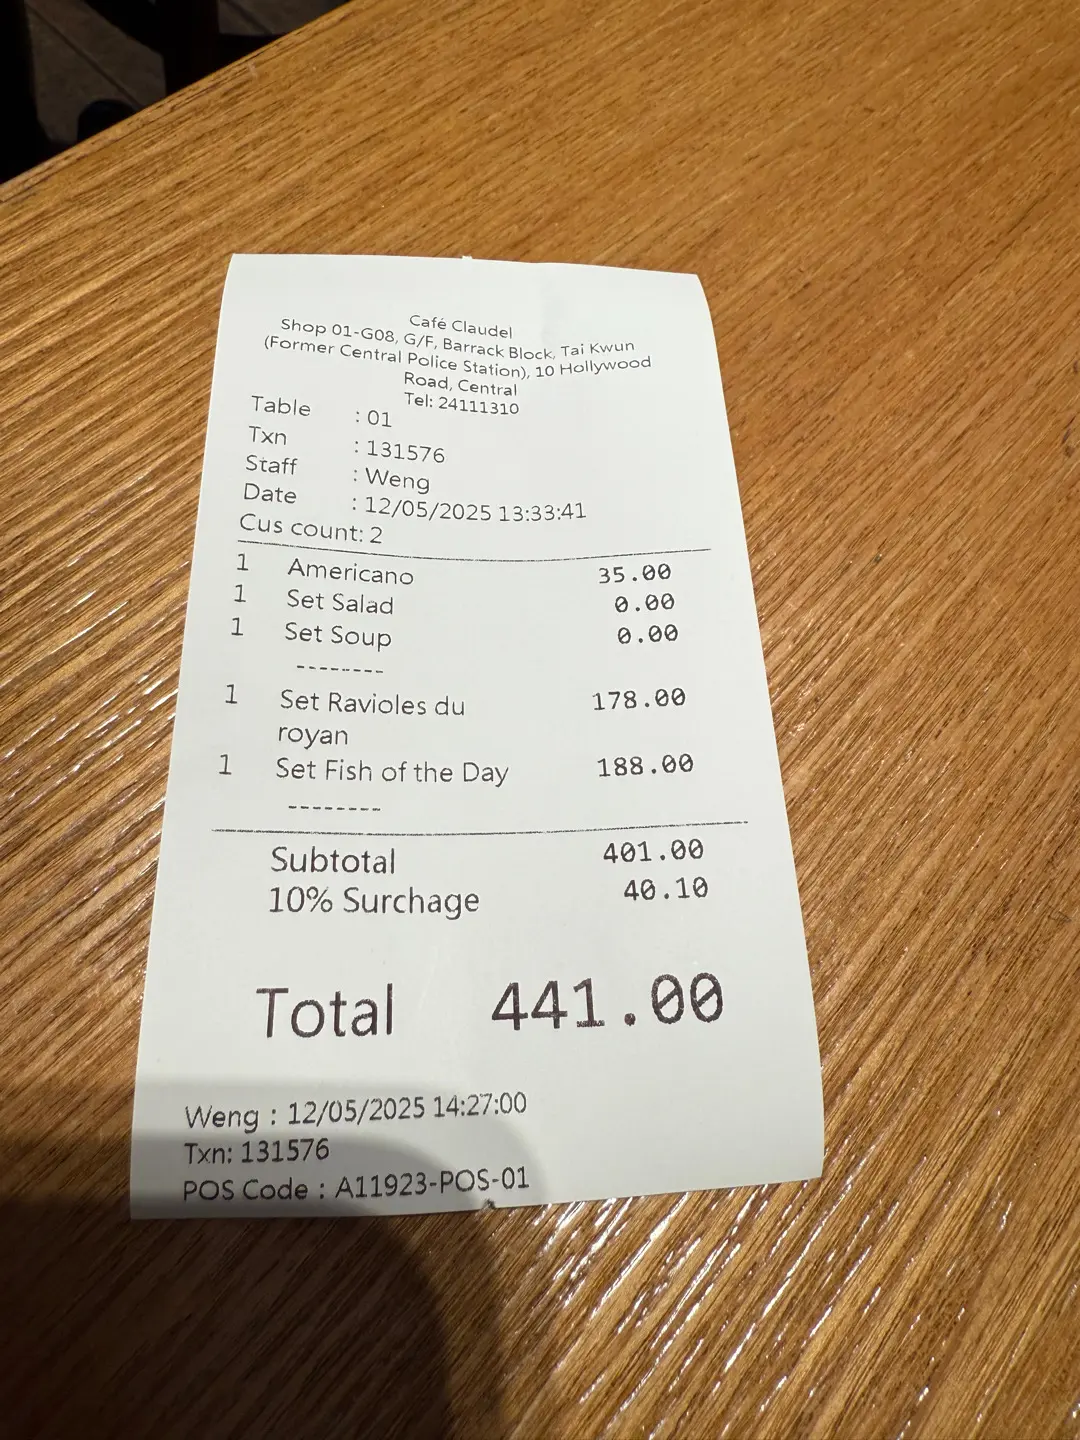 Café Claudel
Shop 01-G08, G/F, Barrack Block, Tai Kwun
(Former Central Police Station), 10 Hollywood
Road, Central
Tel: 24111310
Table : 01
Txn : 131576
Staff : Weng
Date : 12/05/2025 13:33:41
Cus count: 2
1 Americano 35.00
1 Set Salad 0.00
1 Set Soup 0.00
--------
1 Set Ravioles du 178.00
royan
1 Set Fish of the Day 188.00
--------
Subtotal 401.00
10% Surchage 40.10
Total 441.00
Weng : 12/05/2025 14:27:00
Txn: 131576
POS Code : A11923-POS-01